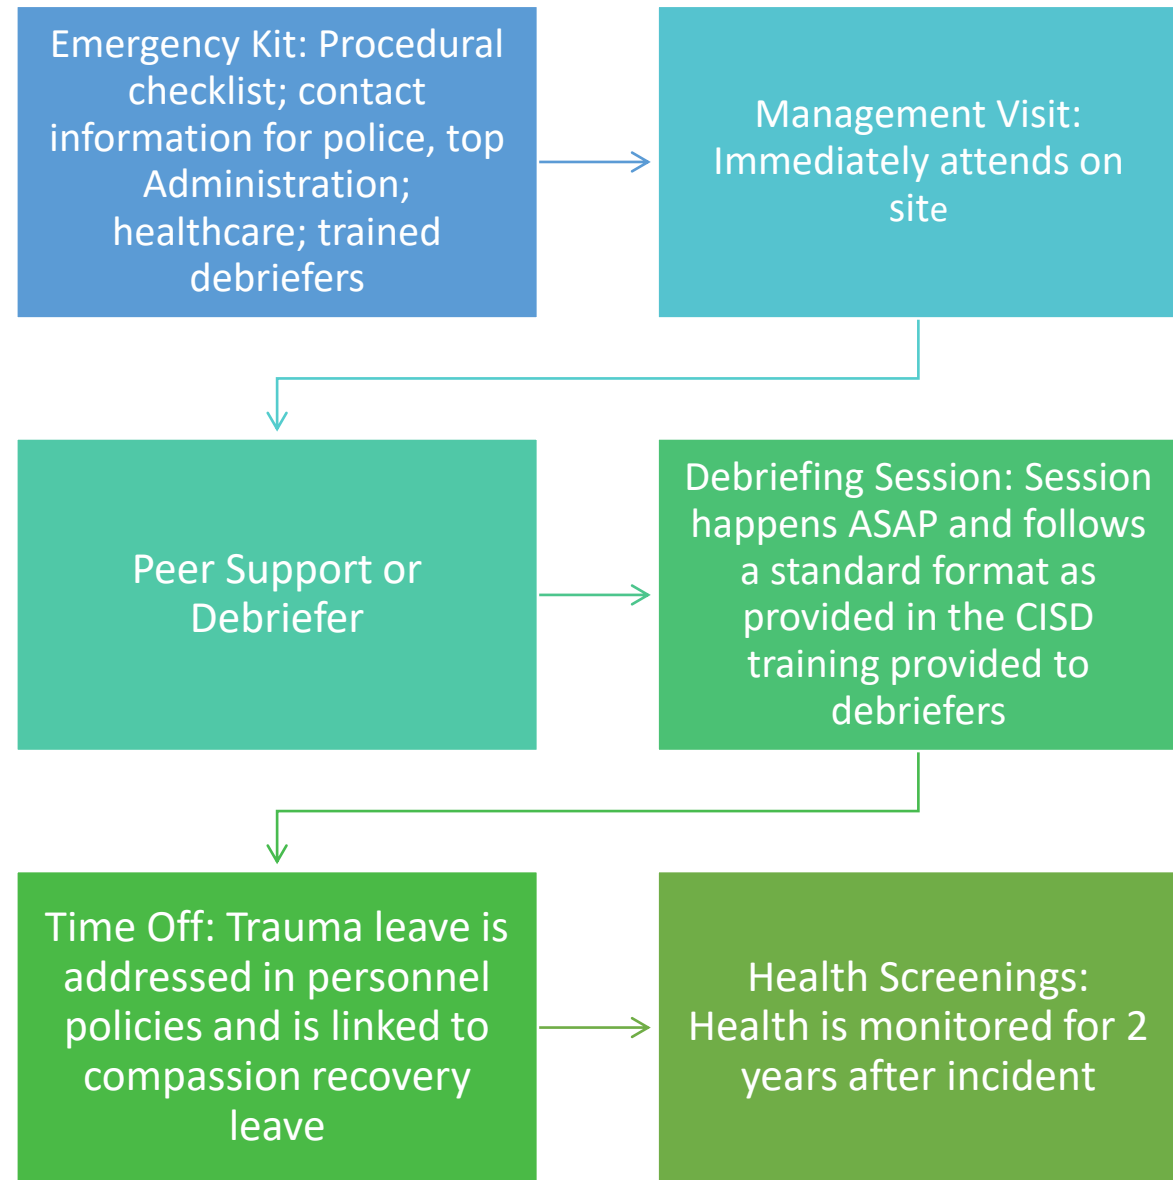 Emergency Kit: Procedural
checklist; contact
information for police, top
Administration;
healthcare; trained
debriefers
Management Visit:
Immediately attends on
site
Peer Support or
Debriefer
Debriefing Session: Session
happens ASAP and follows
a standard format as
provided in the CISD
training provided to
debriefers
Time Off: Trauma leave is
addressed in personnel
policies and is linked to
compassion recovery
leave
Health Screenings:
Health is monitored for 2
years after incident